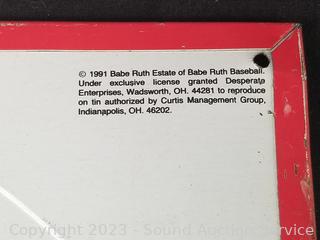 © 1991 Babe Ruth Estate of Babe Ruth Baseball.
Under exclusive license granted Desperate
Enterprises, Wadsworth, OH. 44281 to reproduce
on tin authorized by Curtis Management Group,
Indianapolis, OH. 46202.
Copyright 2023 - Sound Auction Service